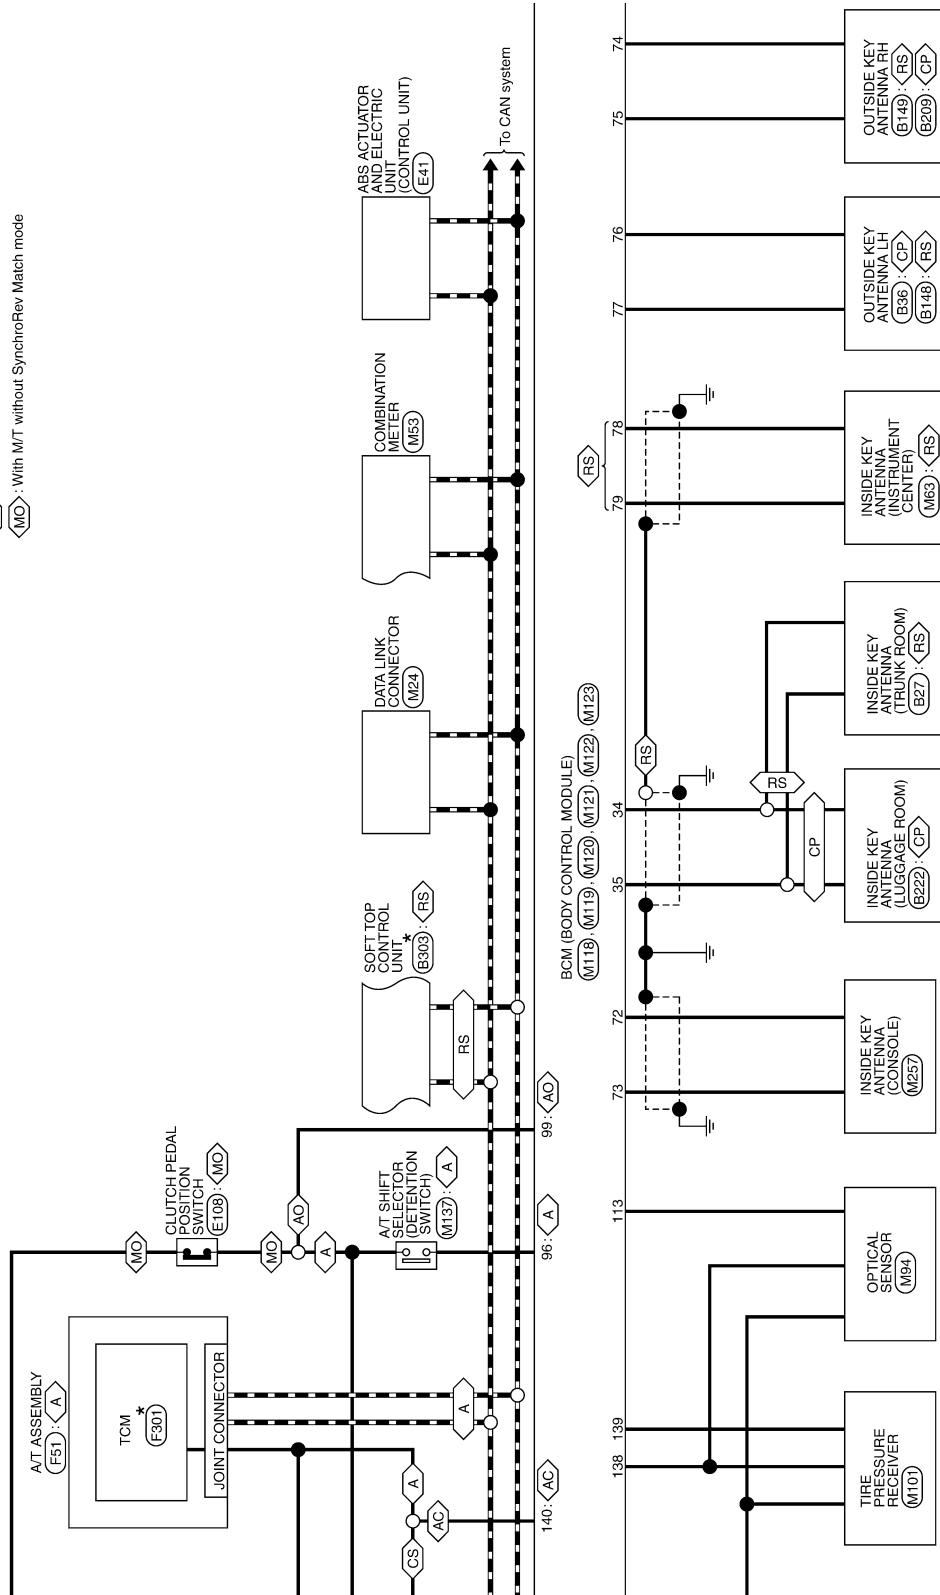 MO : With M/T without SynchroRev Match mode
A/T ASSEMBLY
F51 : A
TCM
*
F301
JOINT CONNECTOR
MO
CLUTCH PEDAL
POSITION
SWITCH
E108 : MO
MO
AO
A
A/T SHIFT
SELECTOR
(DETENTION
SWITCH)
M137 : A
SOFT TOP
CONTROL
UNIT *
B303 : RS
DATA LINK
CONNECTOR
M24
COMBINATION
METER
M53
ABS ACTUATOR
AND ELECTRIC
UNIT
(CONTROL UNIT)
E41
CS
A
AC
A
RS
To CAN system
140 : AC
96 : A
99 : AO
BCM (BODY CONTROL MODULE)
M118 , M119 , M120 , M121 , M122 , M123
RS
138
139
113
73
72
35
34
79
78
77
76
75
74
RS
RS
CP
TIRE
PRESSURE
RECEIVER
M101
OPTICAL
SENSOR
M94
INSIDE KEY
ANTENNA
(CONSOLE)
M257
INSIDE KEY
ANTENNA
(LUGGAGE ROOM)
B222 : CP
INSIDE KEY
ANTENNA
(TRUNK ROOM)
B27 : RS
INSIDE KEY
ANTENNA
(INSTRUMENT
CENTER)
M63 : RS
OUTSIDE KEY
ANTENNA LH
B36 : CP
B148 : RS
OUTSIDE KEY
ANTENNA RH
B149 : RS
B209 : CP